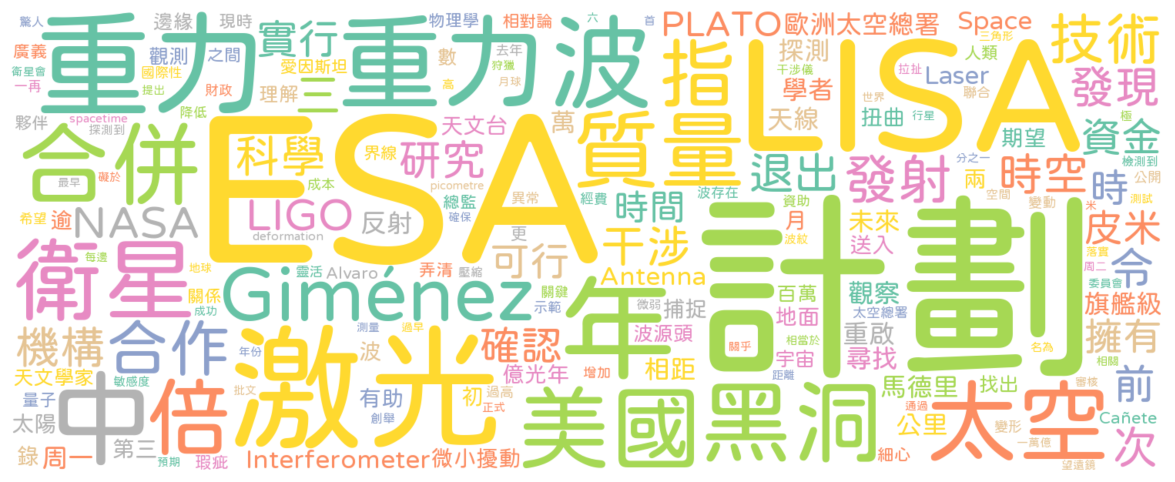 驚人 邊緣 現時 物理學 相對論 PLATO 歐洲太空總署 Space 六 首 三角形
重力 實行 重力波 指 LISA 技術
廣義 觀測 之間 愛因斯坦 數 去年 狩獵 探測 人類
衛星會 國際性 干涉儀 拉扯 Laser 發現
一再 提出 財政 理解 三 高 月球 學者 聯合
夥伴 spacetime 降低 天文台 萬 天線 世界 扭曲 行星 極
探測到 質量 期望 資金
合併 科學 界線 研究 退出 發射 分之一 時空 檢測到
最早 礙於 成本 picometre 異常 波存在 兩 時 公開
希望 逾 NASA LIGO 反射 總監 確保 經費 時間 資助 月 未來 空間 變動 測試
deformation 更 干涉 波紋 送入 米 皮米
ESA 計劃
衛星 每邊 地球 靈活 Alvaro 弄清 壓縮 可行 Antenna 落實 周二 令
關係 成功 Giménez 關鍵 示範 年 微弱 捕捉 百萬 觀察 委員會 旗艦級
機構 合作 測量 過早 確認 波源頭 地面 太空總署 重啟 擁有
天文學家 年份 激光 波 億光年 相距 關乎 相當於 宇宙 尋找 名為 相關
量子 敏感度 批文 有助 過高 增加 距離 馬德里 找出 前
太陽 中 倍 創舉 初 正式 美國 黑洞 通過 公里 太空 審核 變形 Cañete
第三 一萬億 次
錄 周一 預期 瑕疵 Interferometer 微小擾動 細心 望遠鏡